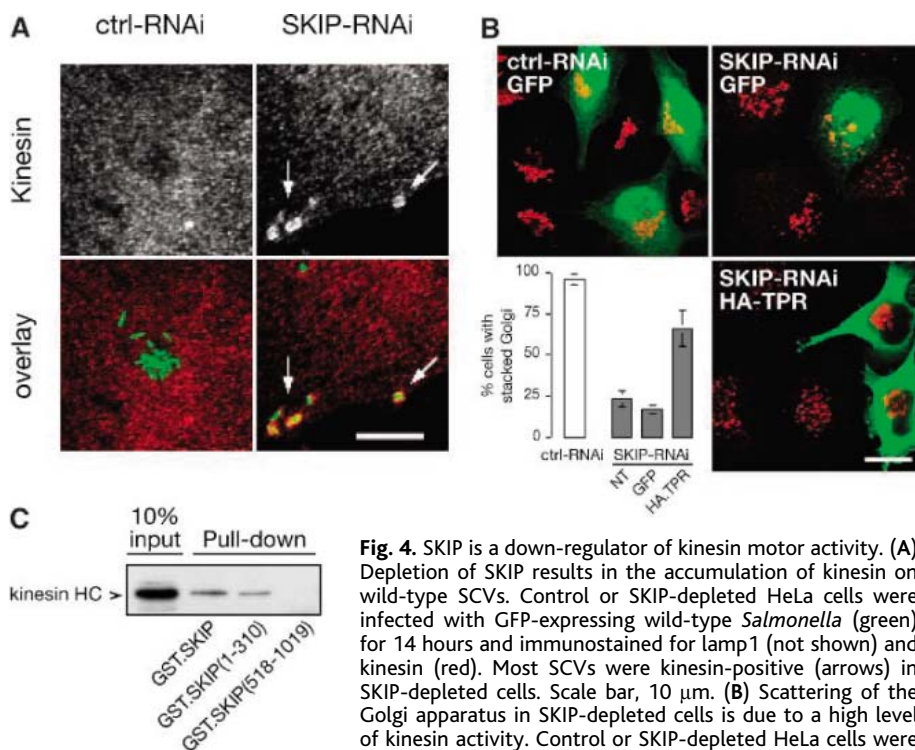 A
ctrl-RNAi
SKIP-RNAi
Kinesin
overlay
B
ctrl-RNAi
GFP
SKIP-RNAi
GFP
SKIP-RNAi
HA-TPR
% cells with
stacked Golgi
100
75
50
25
0
ctrl-RNAi
SKIP-RNAi
NT
GFP
HA.TPR
C
10%
input
Pull-down
kinesin HC
GST.SKIP
GST.SKIP(1-310)
GST.SKIP(518-1019)
Fig. 4. SKIP is a down-regulator of kinesin motor activity. (A)
Depletion of SKIP results in the accumulation of kinesin on
wild-type SCVs. Control or SKIP-depleted HeLa cells were
infected with GFP-expressing wild-type Salmonella (green)
for 14 hours and immunostained for lamp1 (not shown) and
kinesin (red). Most SCVs were kinesin-positive (arrows) in
SKIP-depleted cells. Scale bar, 10 μm. (B) Scattering of the
Golgi apparatus in SKIP-depleted cells is due to a high level
of kinesin activity. Control or SKIP-depleted HeLa cells were